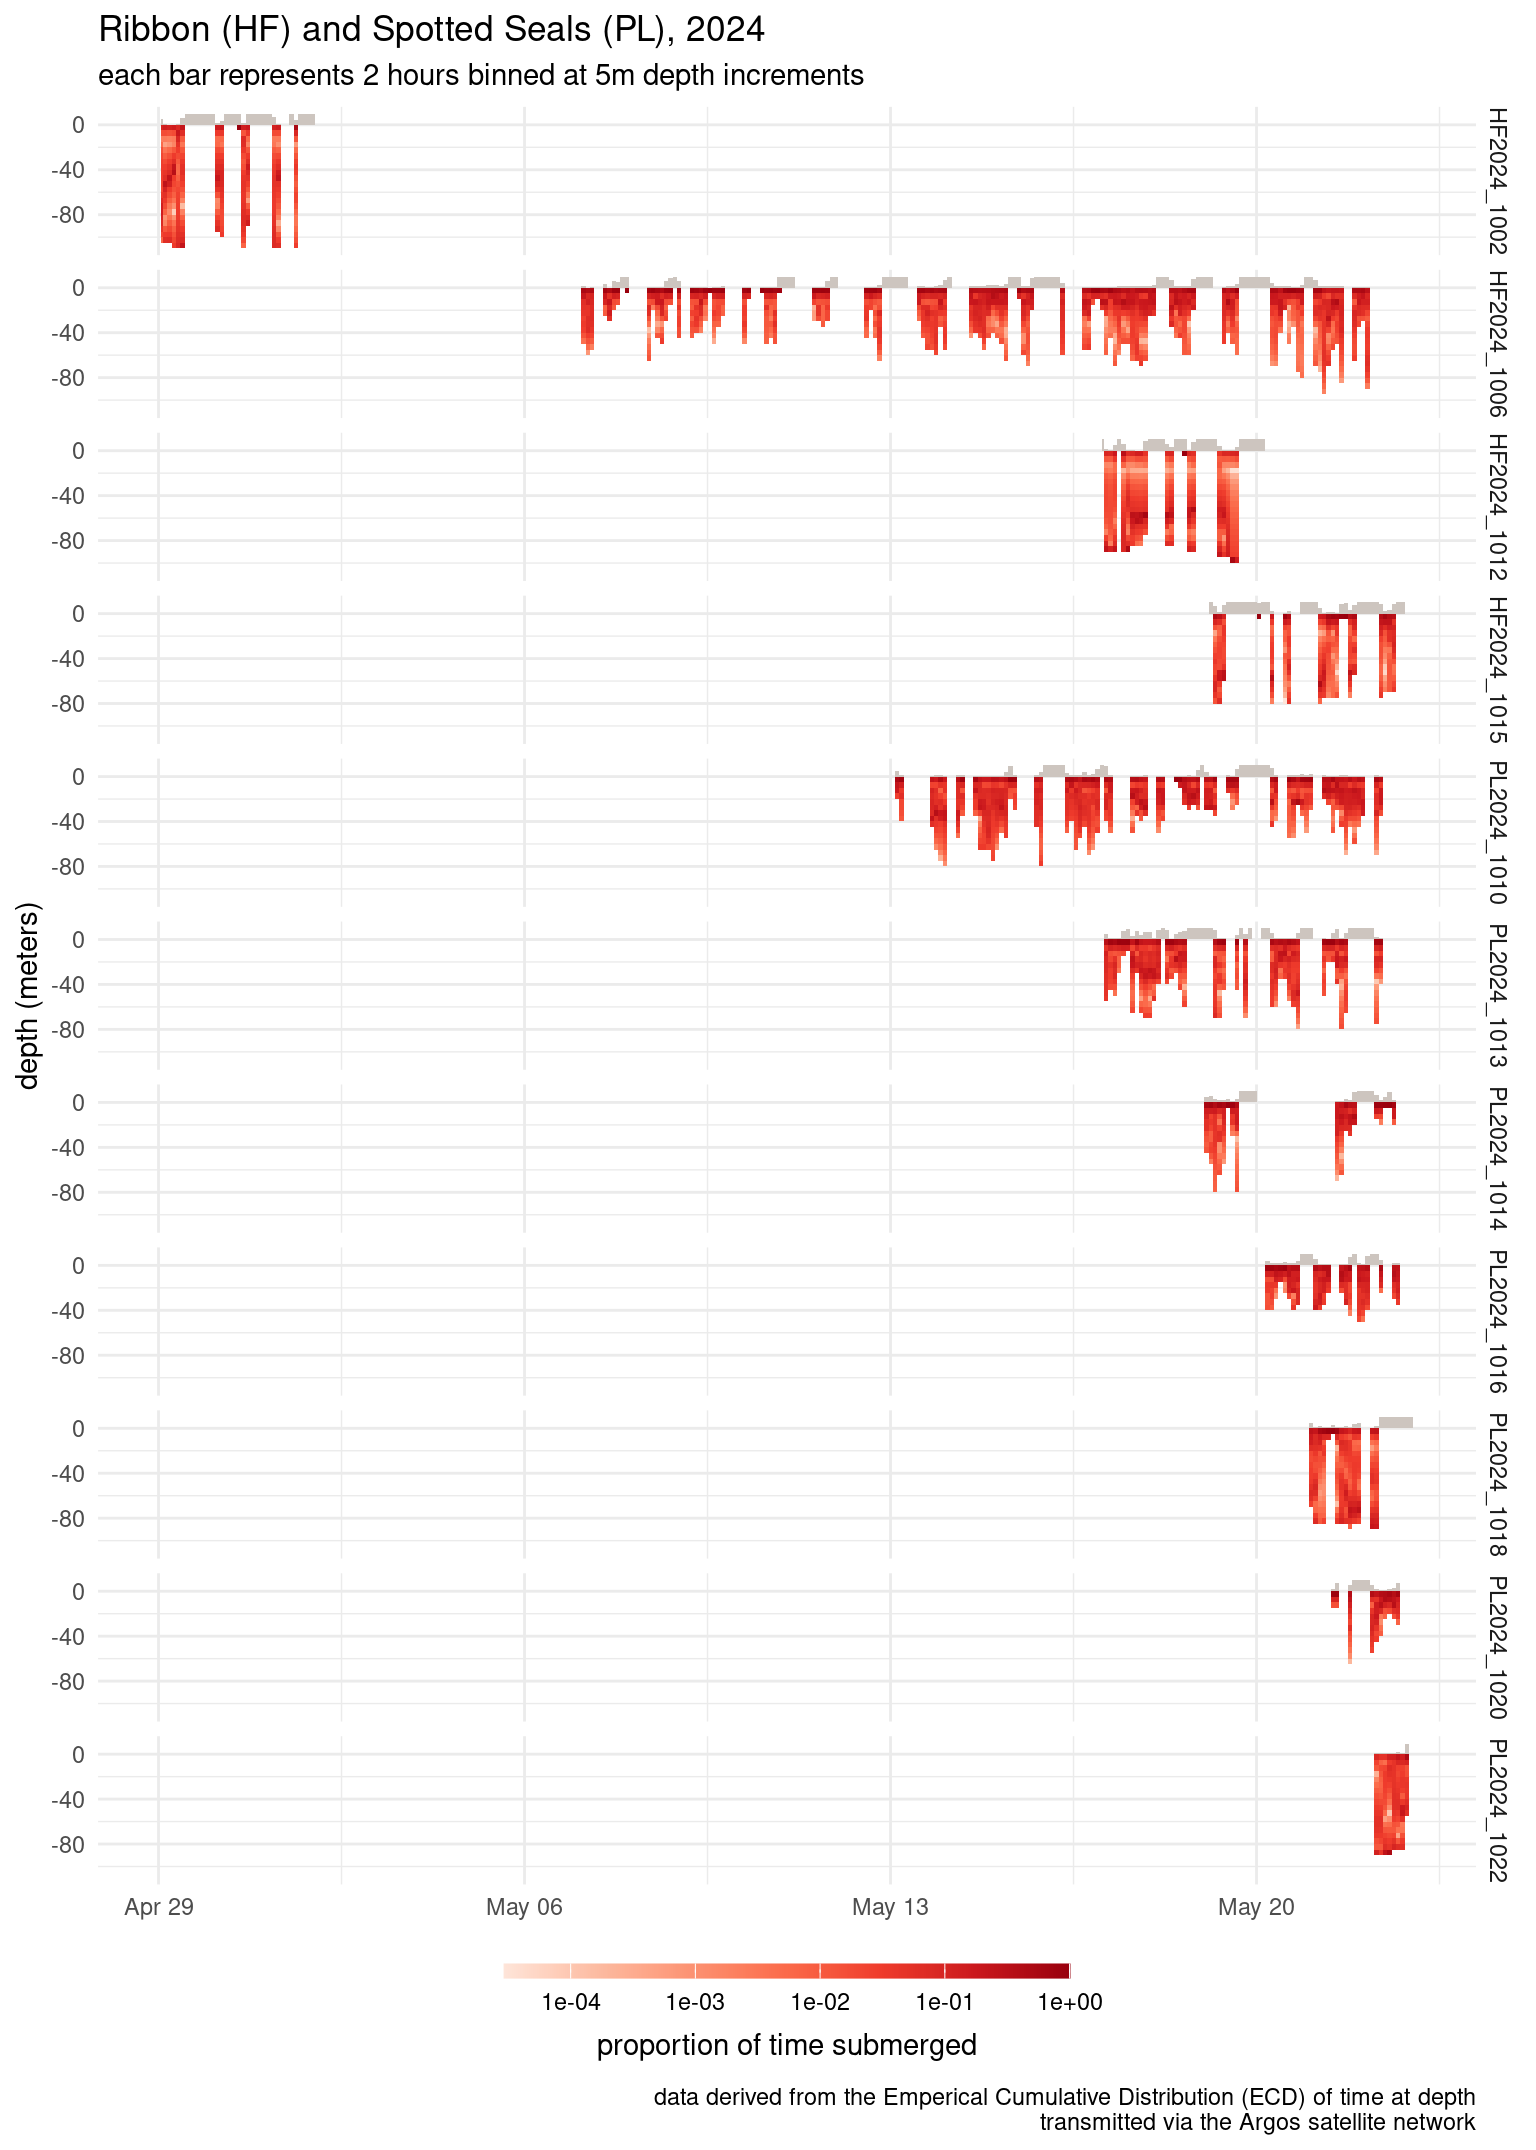 Ribbon (HF) and Spotted Seals (PL), 2024
each bar represents 2 hours binned at 5m depth increments
depth (meters)
0
-40
-80
HF2024_1002
0
-40
-80
HF2024_1006
0
-40
-80
HF2024_1012
0
-40
-80
HF2024_1015
0
-40
-80
PL2024_1010
0
-40
-80
PL2024_1013
0
-40
-80
PL2024_1014
0
-40
-80
PL2024_1016
0
-40
-80
PL2024_1018
0
-40
-80
PL2024_1020
0
-40
-80
PL2024_1022
Apr 29 May 06 May 13 May 20
1e-04 1e-03 1e-02 1e-01 1e+00
proportion of time submerged
data derived from the Emperical Cumulative Distribution (ECD) of time at depth
transmitted via the Argos satellite network